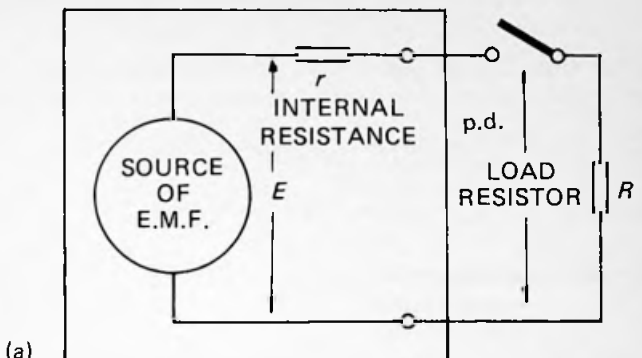 r
INTERNAL
RESISTANCE
SOURCE
OF
E.M.F.
E
p.d.
LOAD
RESISTOR
R
(a)